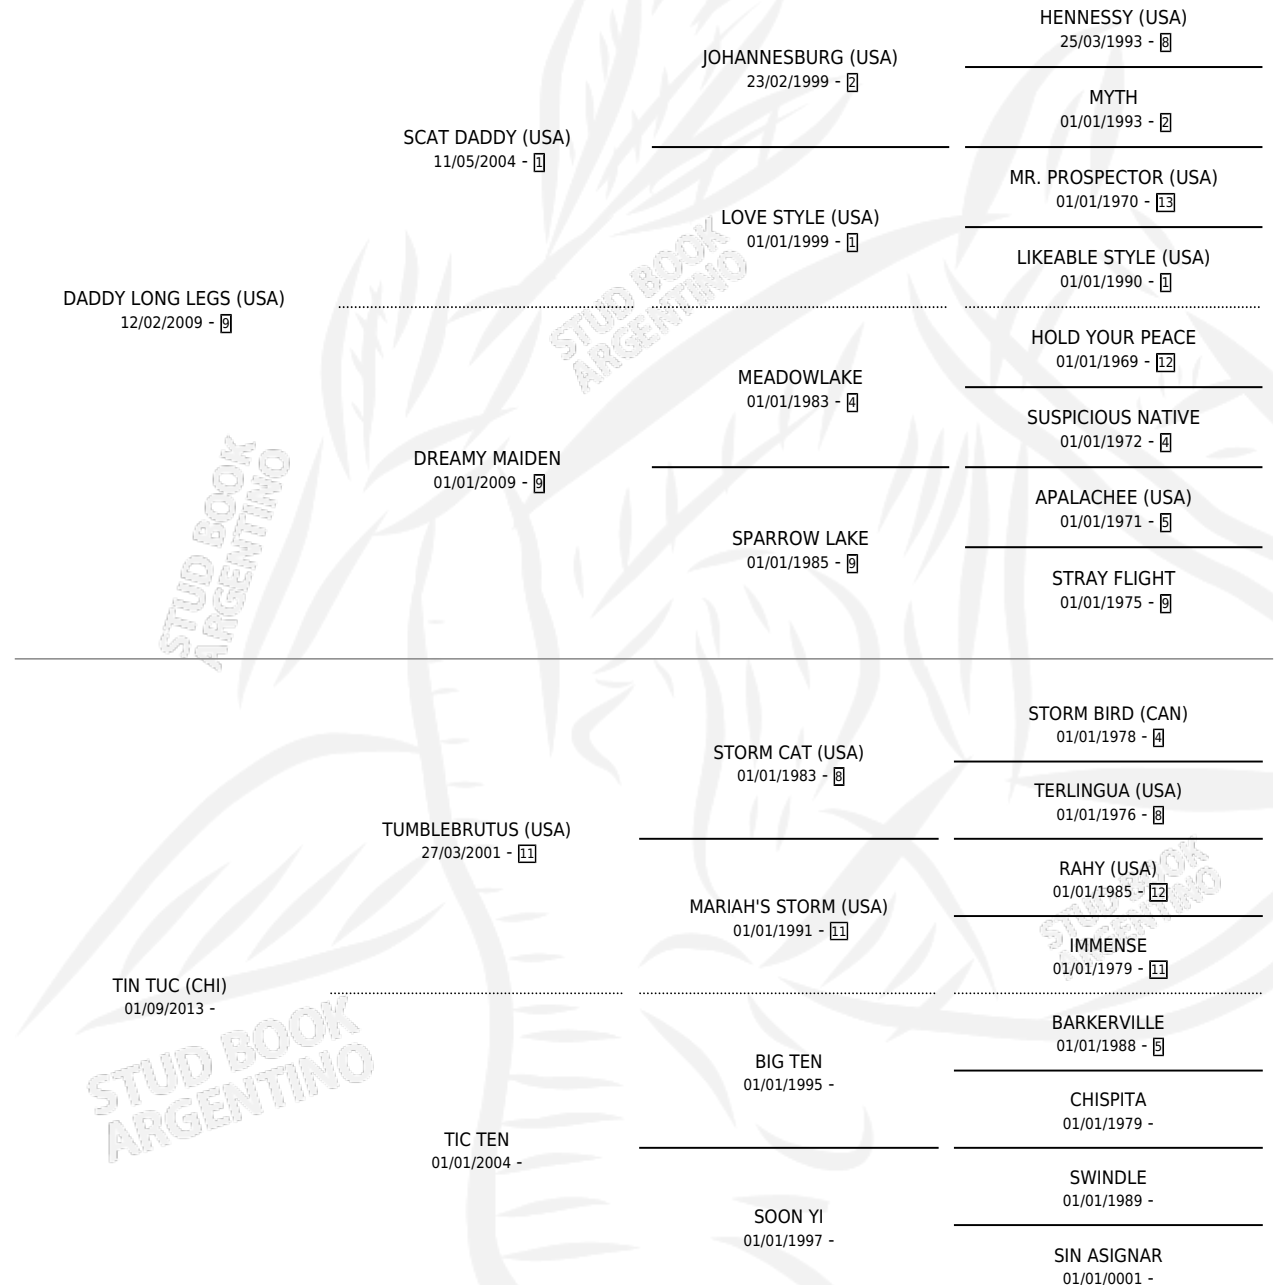 HENNESSY (USA)
25/03/1993 - 8
JOHANNESBURG (USA)
23/02/1999 - 2
MYTH
01/01/1993 - 2
SCAT DADDY (USA)
11/05/2004 - 1
MR. PROSPECTOR (USA)
01/01/1970 - 13
LOVE STYLE (USA)
01/01/1999 - 1
LIKEABLE STYLE (USA)
01/01/1990 - 1
DADDY LONG LEGS (USA)
12/02/2009 - 9
HOLD YOUR PEACE
01/01/1969 - 12
MEADOWLAKE
01/01/1983 - 4
SUSPICIOUS NATIVE
01/01/1972 - 4
DREAMY MAIDEN
01/01/2009 - 9
APALACHEE (USA)
01/01/1971 - 5
SPARROW LAKE
01/01/1985 - 9
STRAY FLIGHT
01/01/1975 - 9
STUD BOOK
ARGENTINO
STUD BOOK
ARGENTINO
STORM BIRD (CAN)
01/01/1978 - 4
STORM CAT (USA)
01/01/1983 - 8
TERLINGUA (USA)
01/01/1976 - 8
TUMBLEBRUTUS (USA)
27/03/2001 - 11
RAHY (USA)
01/01/1985 - 12
MARIAH'S STORM (USA)
01/01/1991 - 11
IMMENSE
01/01/1979 - 11
TIN TUC (CHI)
01/09/2013 -
BARKERVILLE
01/01/1988 - 5
BIG TEN
01/01/1995 -
CHISPITA
01/01/1979 -
TIC TEN
01/01/2004 -
SWINDLE
01/01/1989 -
SOON YI
01/01/1997 -
SIN ASIGNAR
01/01/0001 -
STUD BOOK
ARGENTINO
STUD BOOK
ARGENTINO